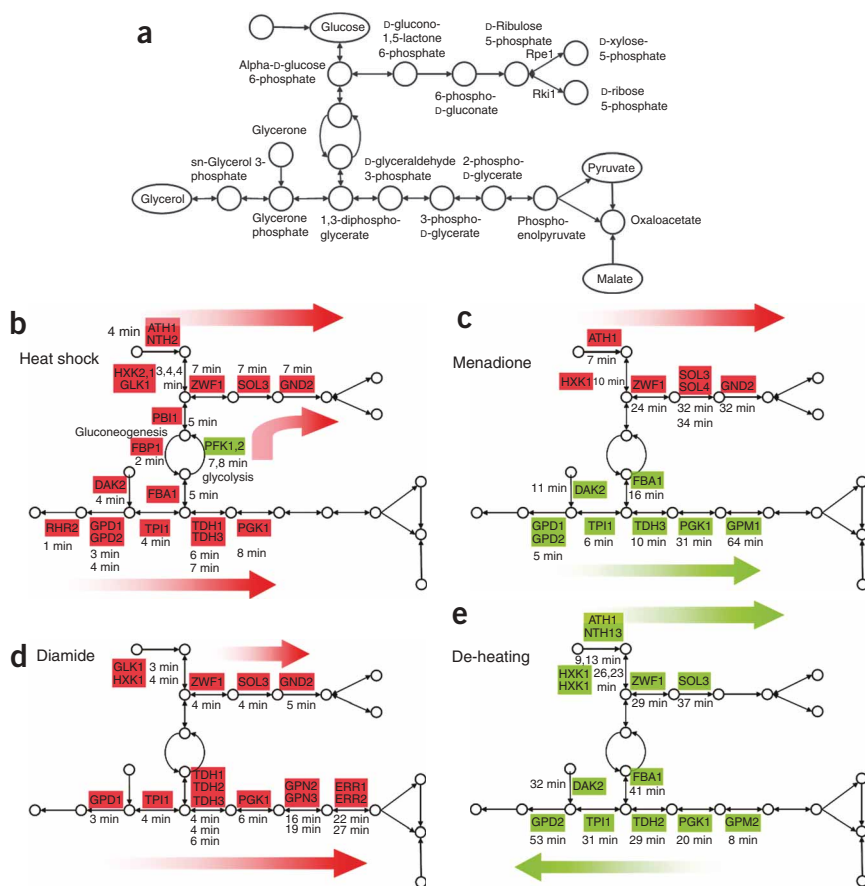 a
Glucose
D-glucono-
1,5-lactone
6-phosphate
D-Ribulose
5-phosphate
Rpe1
D-xylose-
5-phosphate
Alpha-D-glucose
6-phosphate
6-phospho-
D-gluconate
Rki1
D-ribose
5-phosphate
Glycerone
sn-Glycerol 3-
phosphate
D-glyceraldehyde
3-phosphate
2-phospho-
D-glycerate
Pyruvate
Glycerol
Glycerone
phosphate
1,3-diphospho-
glycerate
3-phospho-
D-glycerate
Phospho-
enolpyruvate
Oxaloacetate
Malate
b
Heat shock
4 min
ATH1
NTH2
HXK2,1
GLK1
3,4,4
min
7 min
ZWF1
7 min
SOL3
7 min
GND2
PBI1
5 min
Gluconeogenesis
FBP1
2 min
PFK1,2
7,8 min
glycolysis
DAK2
4 min
FBA1
5 min
RHR2
1 min
GPD1
GPD2
3 min
4 min
TPI1
4 min
TDH1
TDH3
6 min
7 min
PGK1
8 min
c
Menadione
ATH1
7 min
HXK1
10 min
ZWF1
24 min
SOL3
SOL4
32 min
34 min
GND2
32 min
11 min
DAK2
FBA1
16 min
GPD1
GPD2
5 min
TPI1
6 min
TDH3
10 min
PGK1
31 min
GPM1
64 min
d
Diamide
GLK1
HXK1
3 min
4 min
ZWF1
4 min
SOL3
4 min
GND2
5 min
GPD1
3 min
TPI1
4 min
TDH1
TDH2
TDH3
4 min
4 min
6 min
PGK1
6 min
GPN2
GPN3
16 min
19 min
ERR1
ERR2
22 min
27 min
e
De-heating
ATH1
NTH13
9,13 min
HXK1
HXK1
26,23
min
ZWF1
29 min
SOL3
37 min
32 min
DAK2
FBA1
41 min
GPD2
53 min
TPI1
31 min
TDH2
29 min
PGK1
20 min
GPM2
8 min